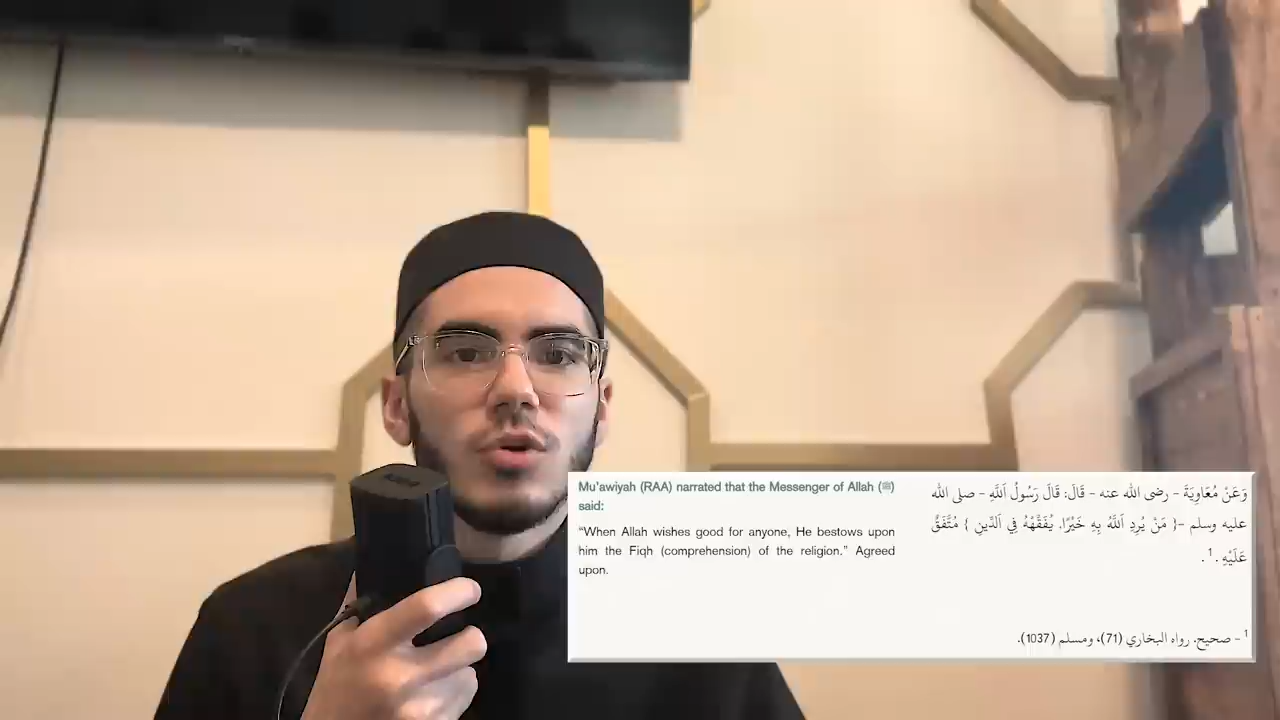 Mu'awiyah (RAA) narrated that the Messenger of Allah (ﷺ)
said:
“When Allah wishes good for anyone, He bestows upon
him the Fiqh (comprehension) of the religion.” Agreed
upon.
وَعَنْ مُعَاوِيَةَ - رضى الله عنه - قَالَ: قَالَ رَسُولُ اَللَّهِ - صلى الله
عليه وسلم -{ مَنْ يُرِدِ اَللَّهُ بِهِ خَيْرًا, يُفَقِّهْهُ فِي اَلدِّينِ } مُتَّفَقٌ
عَلَيْهِ .1 .
1 - صحيح. رواه البخاري (71)، ومسلم (1037).